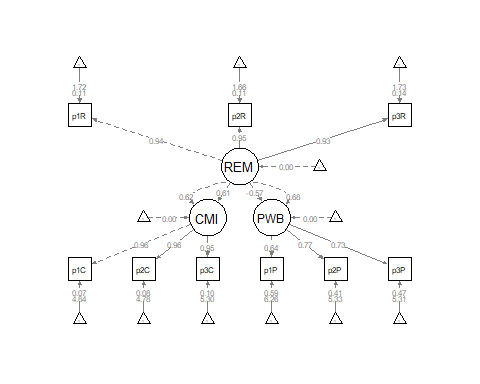 1.72 1.66 1.73
0.11 0.11 0.14
p1R p2R p3R
0.94 0.95 0.93
REM 0.00
0.62 0.61 -0.57 0.68
0.00 CMI PWB 0.00
0.96 0.96 0.95 0.64 0.77 0.73
p1C p2C p3C p1P p2P p3P
0.07 0.08 0.10 0.59 0.41 0.47
4.84 4.78 5.30 6.26 5.33 5.31